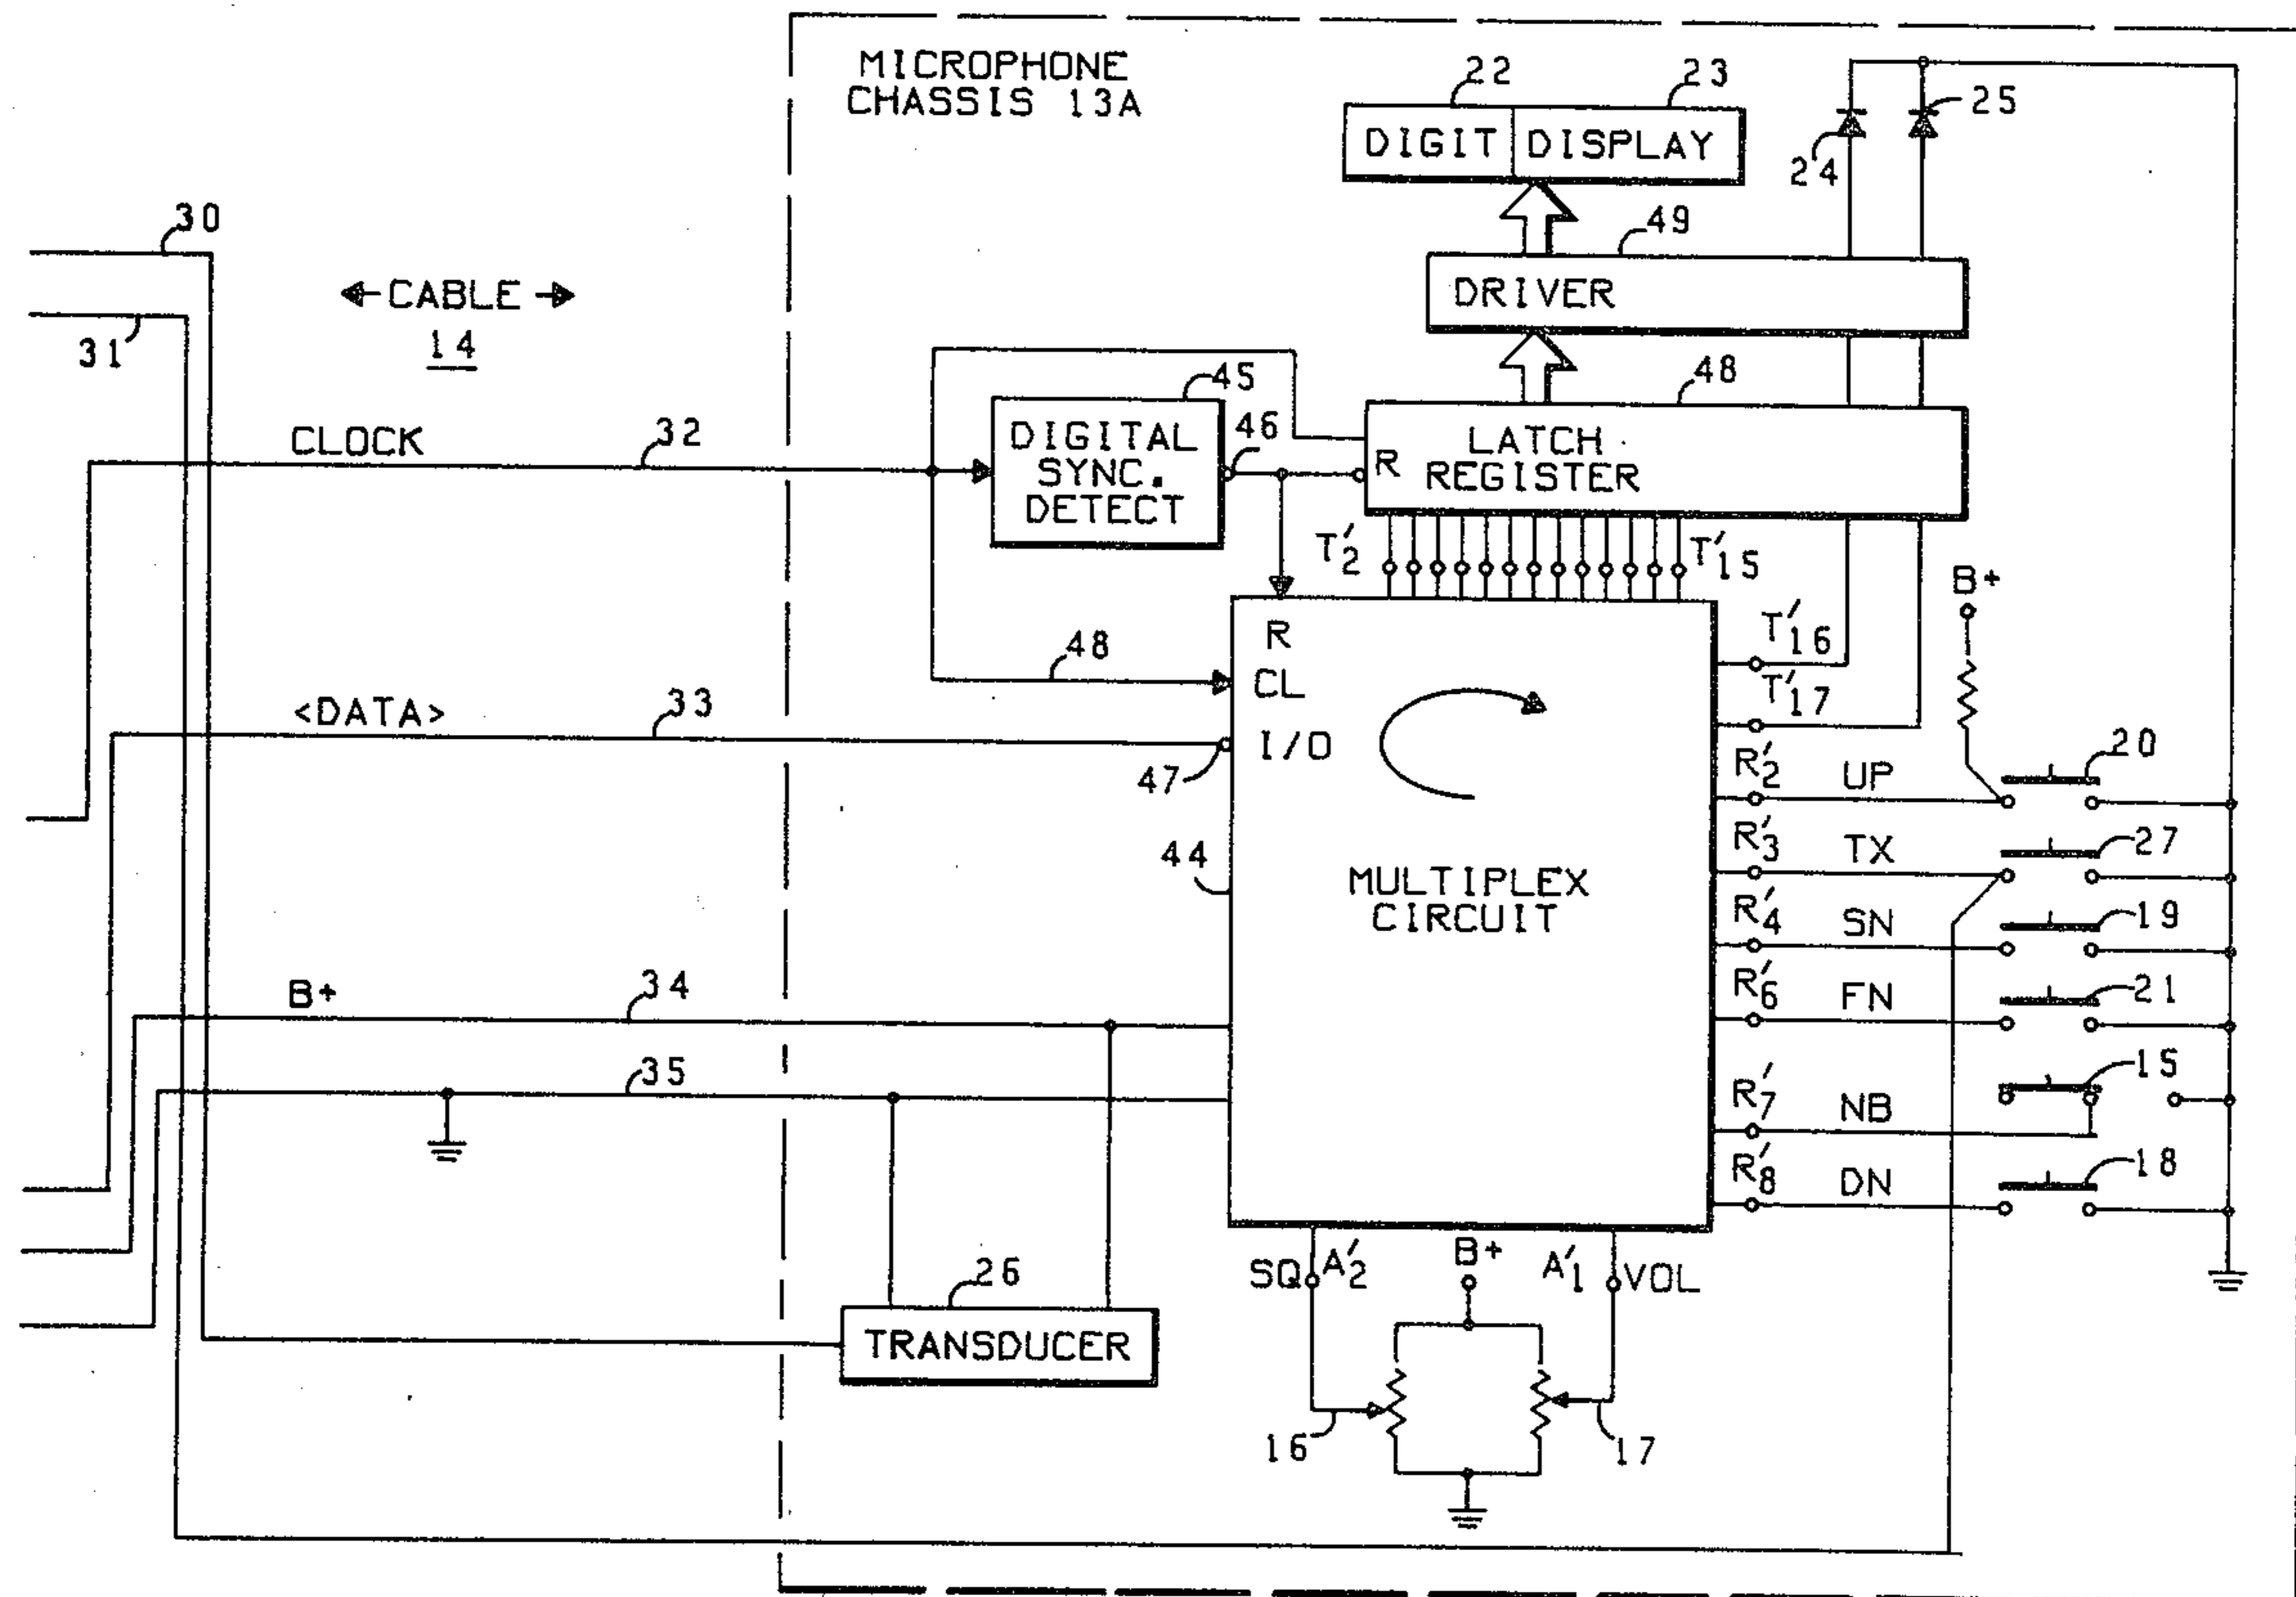 MICROPHONE
CHASSIS 13A
22
23
DIGIT DISPLAY
24
25
30
←CABLE→
14
31
49
DRIVER
45
48
CLOCK
32
DIGITAL
SYNC.
DETECT
46
R
LATCH
REGISTER
T'2
T'15
B+
R
CL
I/O
48
T'16
T'17
<DATA>
33
47
R'2 UP 20
R'3 TX 27
44
MULTIPLEX
CIRCUIT
R'4 SN 19
R'6 FN 21
B+
34
35
R'7 NB 15
R'8 DN 18
SQ A'2
B+
A'1 VOL
26
TRANSDUCER
16
17